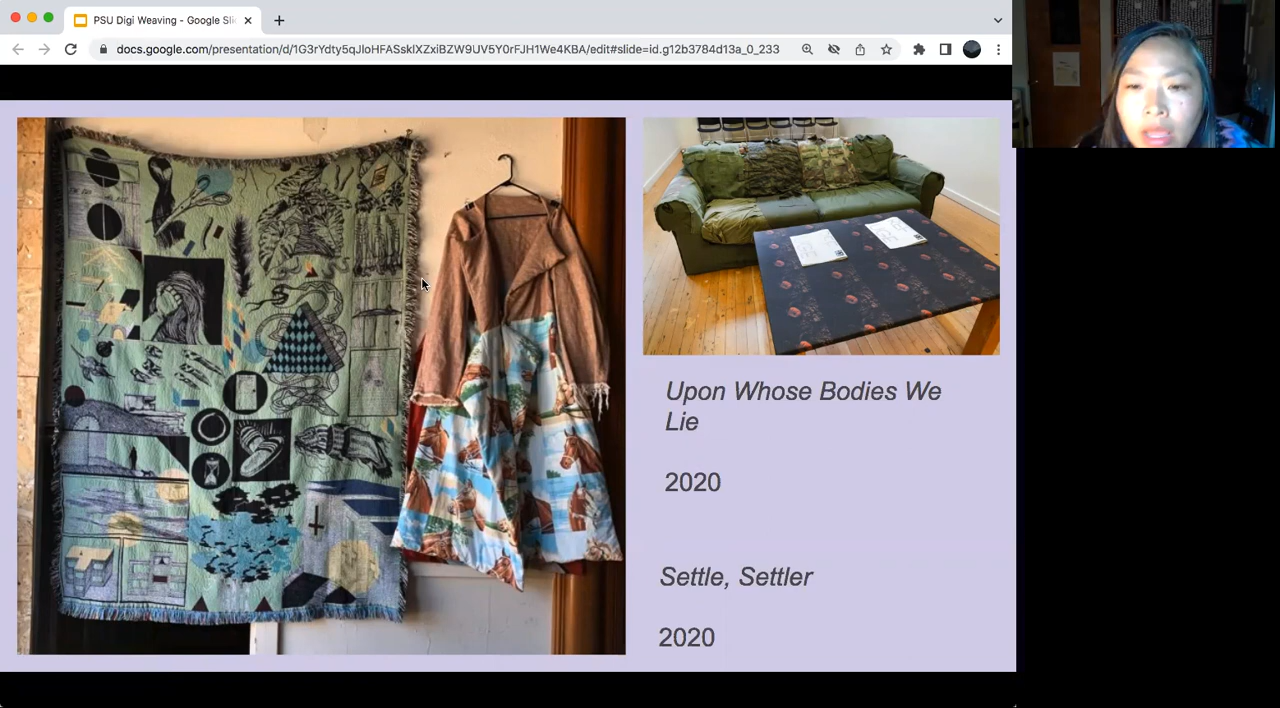 PSU Digi Weaving - Google Sli
docs.google.com/presentation/d/1G3rYdty5qJIoHFASsklXZxiBZW9UV5Y0rFJH1We4KBA/edit#slide=id.g12b3784d13a_0_233
Upon Whose Bodies We
Lie
2020
Settle, Settler
2020